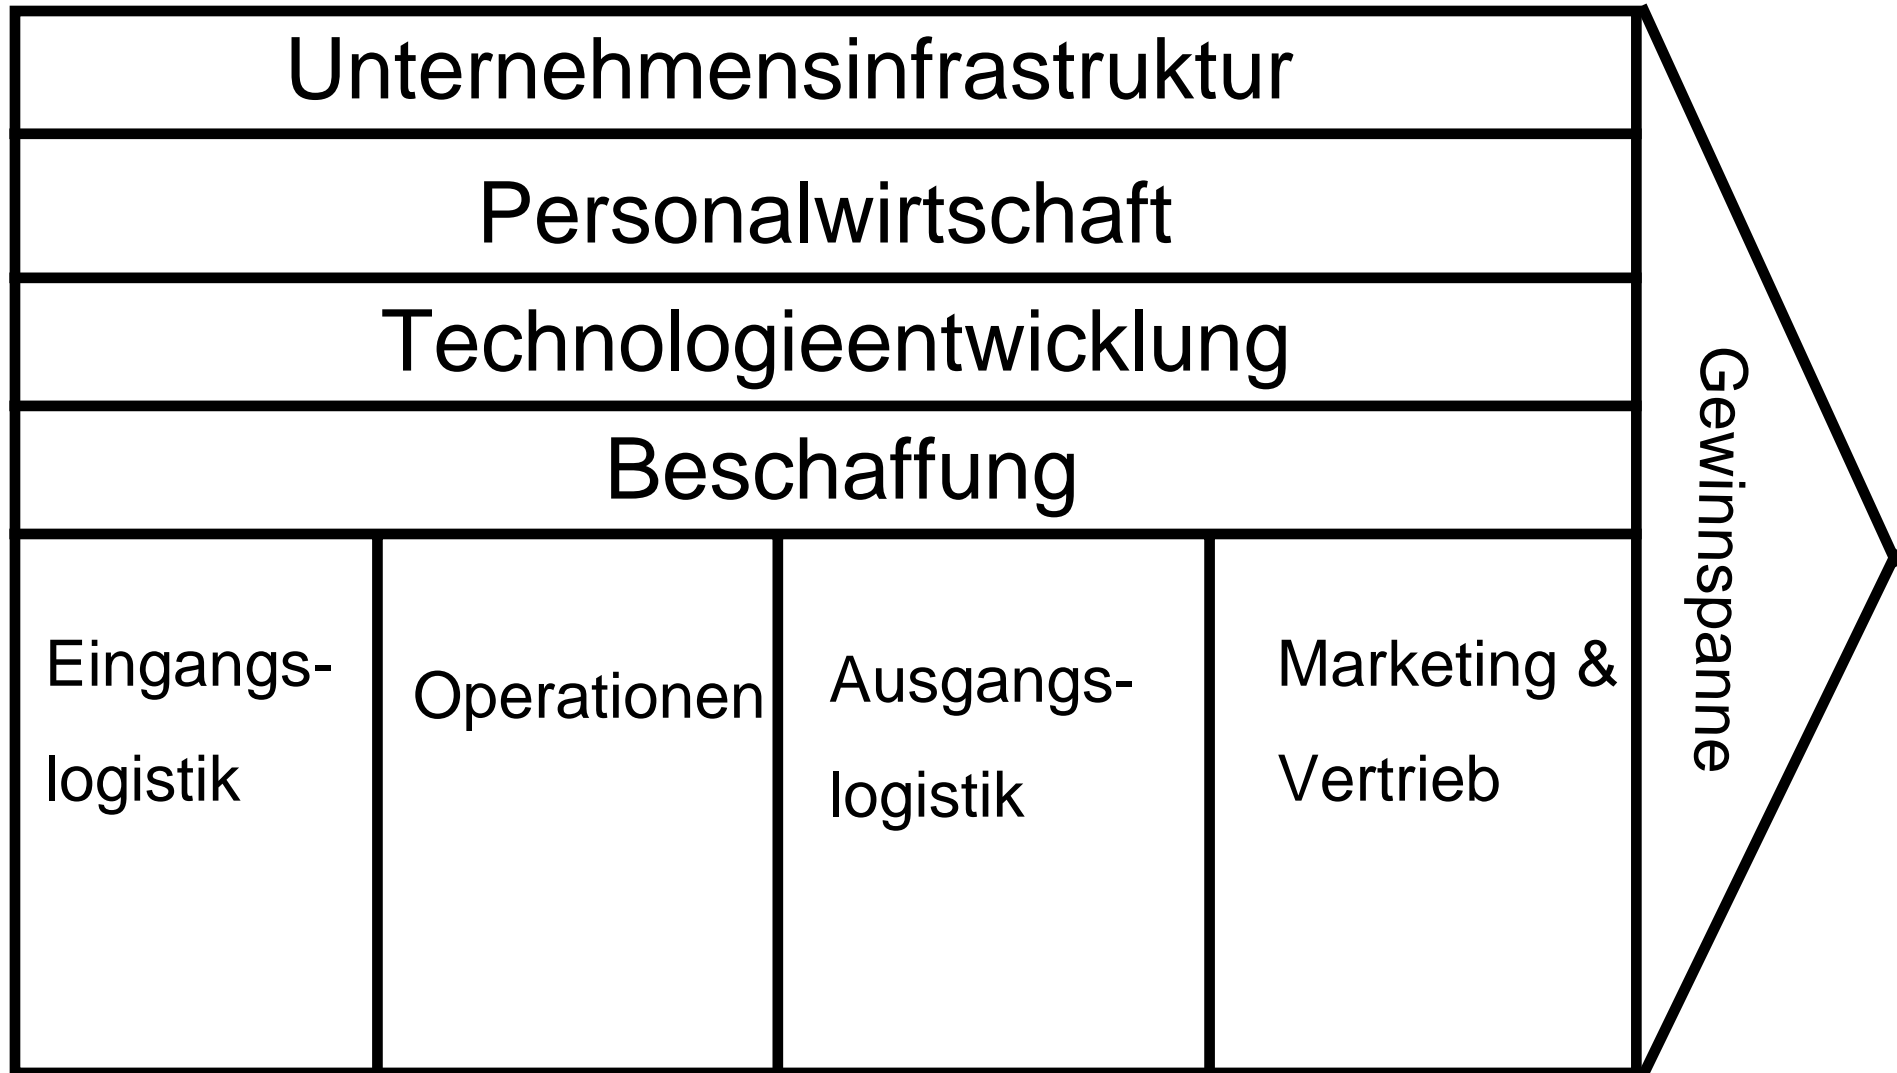 Unternehmensinfrastruktur
Personalwirtschaft
Technologieentwicklung
Beschaffung
Eingangs-
logistik
Operationen
Ausgangs-
logistik
Marketing &
Vertrieb
Gewinnspanne